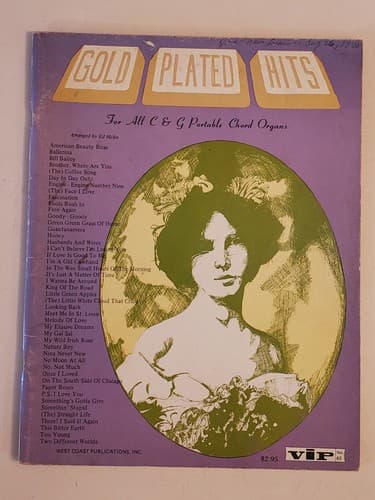 GOLD PLATED HITS
For All C & G Portable Chord Organs
Arranged by Ed
American Beauty Rose
Ballerina
Bill Bailey
Brother, Where Are You
(The) Coffee Song
Day In Day Out
Engine - Engine Number Nine
(The) Face I Love
Fascination
Fools Rush In
Free Again
Goody - Goody
Green Green Grass Of Home
Guantanamera
Honey
Husbands And Wives
I Can't Believe I'm Losing You
If Love Is Good To Me
I'm A Old Cowhand
In The Wee Small Hours Of The Morning
It's Just A Matter Of Time
I Wanna Be Around
King Of The Road
Little Green Apples
(The) Little White Cloud That Cried
Looking Back
Meet Me In St. Louis
Melody Of Love
My Elusive Dreams
My Gal Sal
My Wild Irish Rose
Nature Boy
Nina Never New
No Moon At All
No, Not Much
Once I Loved
On The South Side Of Chicago
Paper Roses
P.S. I Love You
Something's Gotta Give
Somethin' Stupid
(The) Straight Life
There! I Said It Again
This Bitter Earth
Too Young
Two Different Worlds
WEST COAST PUBLICATIONS, INC.
$2.95
VIP